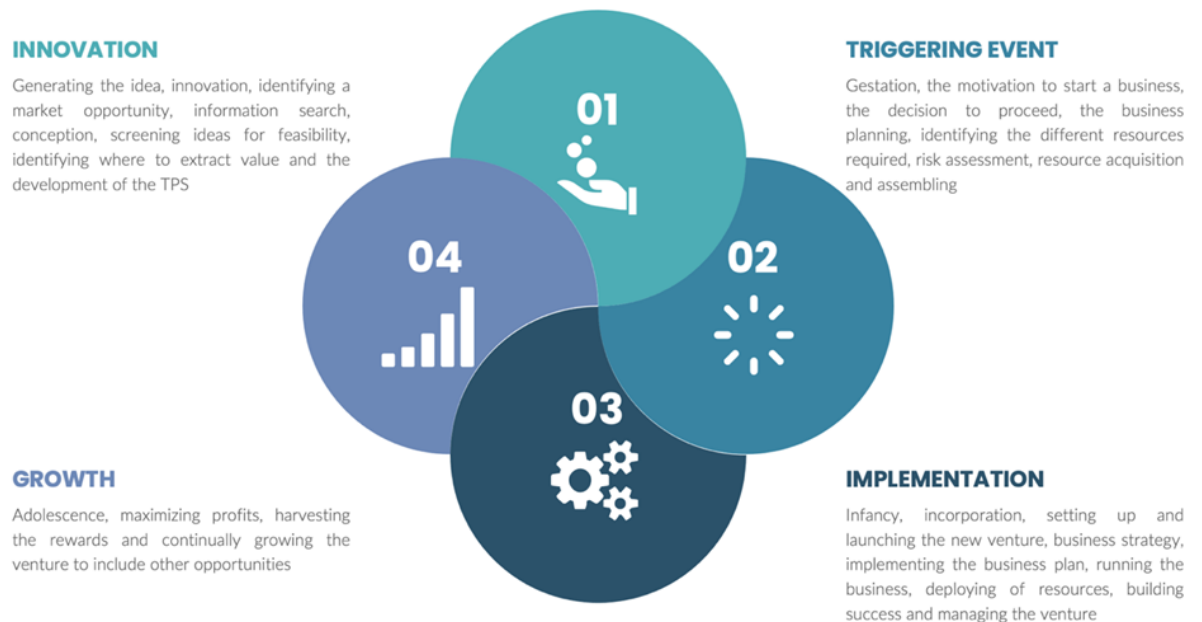 INNOVATION
Generating the idea, innovation, identifying a
market opportunity, information search,
conception, screening ideas for feasibility,
identifying where to extract value and the
development of the TPS
01
TRIGGERING EVENT
Gestation, the motivation to start a business,
the decision to proceed, the business
planning, identifying the different resources
required, risk assessment, resource acquisition
and assembling
04
02
03
GROWTH
Adolescence, maximizing profits, harvesting
the rewards and continually growing the
venture to include other opportunities
IMPLEMENTATION
Infancy, incorporation, setting up and
launching the new venture, business strategy,
implementing the business plan, running the
business, deploying of resources, building
success and managing the venture